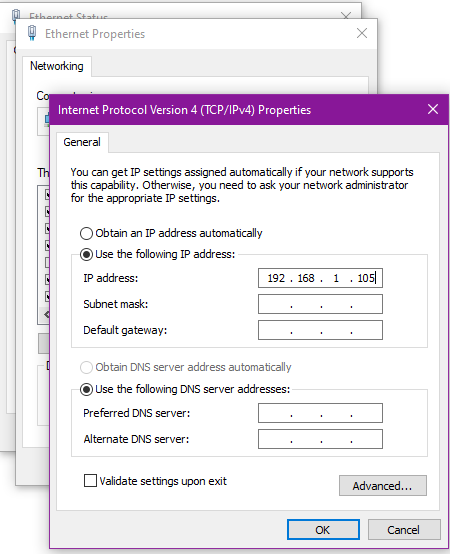 Ethernet Status
Ethernet Properties
Networking
Internet Protocol Version 4 (TCP/IPv4) Properties
General
You can get IP settings assigned automatically if your network supports
this capability. Otherwise, you need to ask your network administrator
for the appropriate IP settings.
Obtain an IP address automatically
Use the following IP address:
IP address: 192 . 168 . 1 . 105
Subnet mask: . . .
Default gateway: . . .
Obtain DNS server address automatically
Use the following DNS server addresses:
Preferred DNS server: . . .
Alternate DNS server: . . .
Validate settings upon exit
Advanced...
OK Cancel